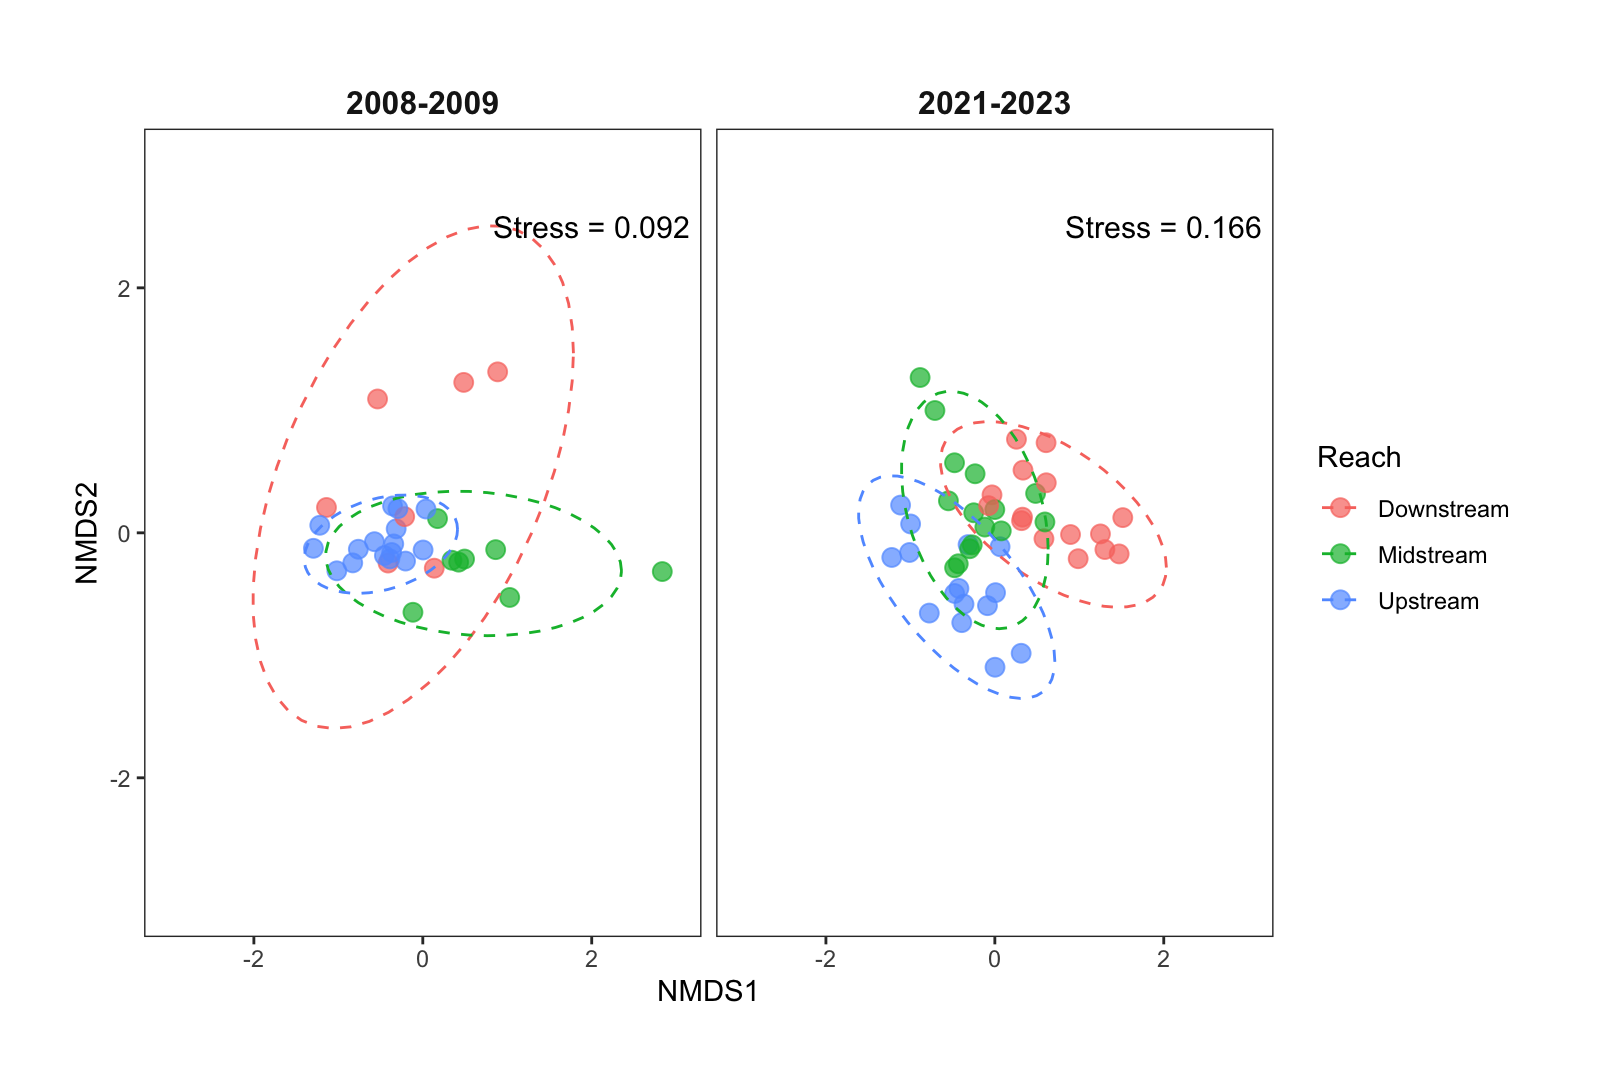 2008-2009
2021-2023
Stress = 0.092
Stress = 0.166
2
0
-2
NMDS2
-2
0
2
-2
0
2
NMDS1
Reach
Downstream
Midstream
Upstream